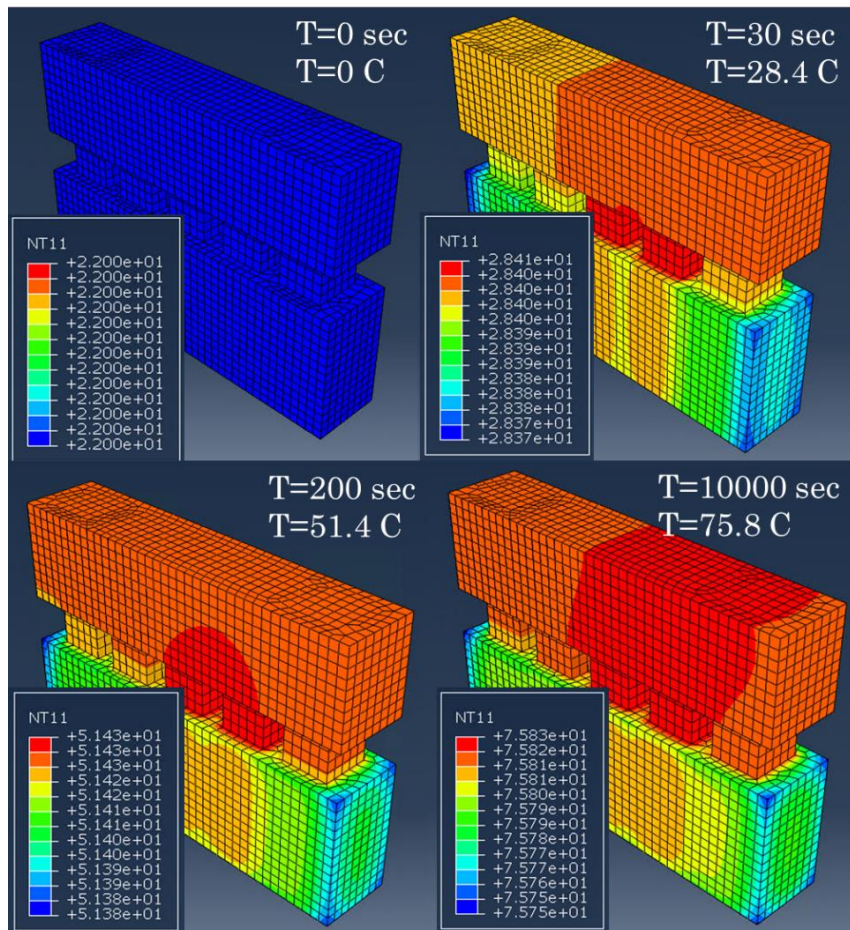 T=0 sec
T=0 C
NT11
+2.200e+01
+2.200e+01
+2.200e+01
+2.200e+01
+2.200e+01
+2.200e+01
+2.200e+01
+2.200e+01
+2.200e+01
+2.200e+01
+2.200e+01
+2.200e+01
+2.200e+01
T=30 sec
T=28.4 C
NT11
+2.841e+01
+2.840e+01
+2.840e+01
+2.840e+01
+2.840e+01
+2.839e+01
+2.839e+01
+2.839e+01
+2.838e+01
+2.838e+01
+2.838e+01
+2.837e+01
+2.837e+01
T=200 sec
T=51.4 C
NT11
+5.143e+01
+5.143e+01
+5.143e+01
+5.142e+01
+5.142e+01
+5.141e+01
+5.141e+01
+5.140e+01
+5.140e+01
+5.139e+01
+5.139e+01
+5.138e+01
+5.138e+01
T=10000 sec
T=75.8 C
NT11
+7.583e+01
+7.582e+01
+7.581e+01
+7.581e+01
+7.580e+01
+7.579e+01
+7.579e+01
+7.578e+01
+7.577e+01
+7.577e+01
+7.576e+01
+7.575e+01
+7.575e+01